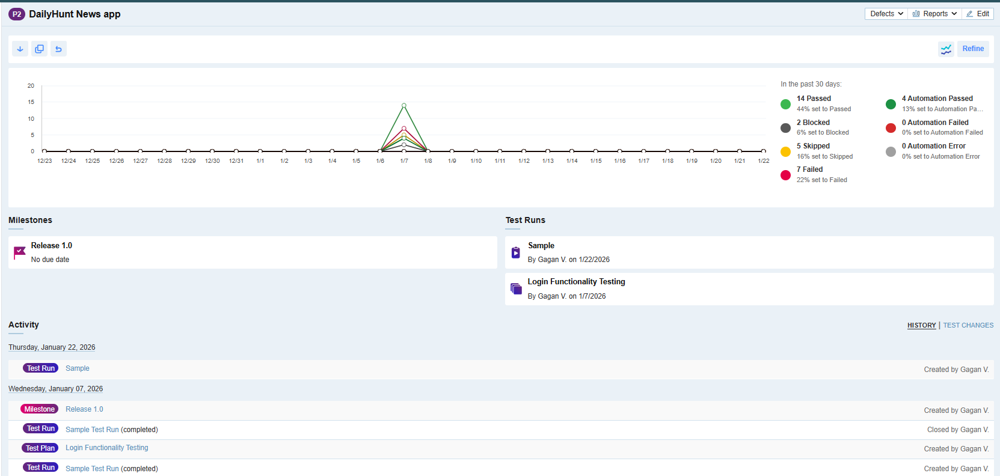 P2 DailyHunt News app
Defects Reports Edit
Refine
20
15
10
5
0
12/23 12/24 12/25 12/26 12/27 12/28 12/29 12/30 12/31 1/1 1/2 1/3 1/4 1/5 1/6 1/7 1/8 1/9 1/10 1/11 1/12 1/13 1/14 1/15 1/16 1/17 1/18 1/19 1/20 1/21 1/22
In the past 30 days:
14 Passed
44% set to Passed
2 Blocked
6% set to Blocked
5 Skipped
16% set to Skipped
7 Failed
22% set to Failed
4 Automation Passed
13% set to Automation Pa...
0 Automation Failed
0% set to Automation Failed
0 Automation Error
0% set to Automation Error
Milestones
Release 1.0
No due date
Test Runs
Sample
By Gagan V. on 1/22/2026
Login Functionality Testing
By Gagan V. on 1/7/2026
Activity
HISTORY | TEST CHANGES
Thursday, January 22, 2026
Test Run Sample Created by Gagan V.
Wednesday, January 07, 2026
Milestone Release 1.0 Created by Gagan V.
Test Run Sample Test Run (completed) Closed by Gagan V.
Test Plan Login Functionality Testing Created by Gagan V.
Test Run Sample Test Run (completed) Created by Gagan V.